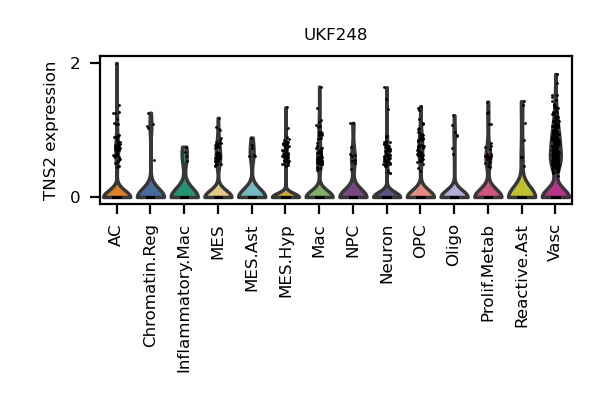 UKF248
TNS2 expression
2
0
AC
Chromatin.Reg
Inflammatory.Mac
MES
MES.Ast
MES.Hyp
Mac
NPC
Neuron
OPC
Oligo
Prolif.Metab
Reactive.Ast
Vasc